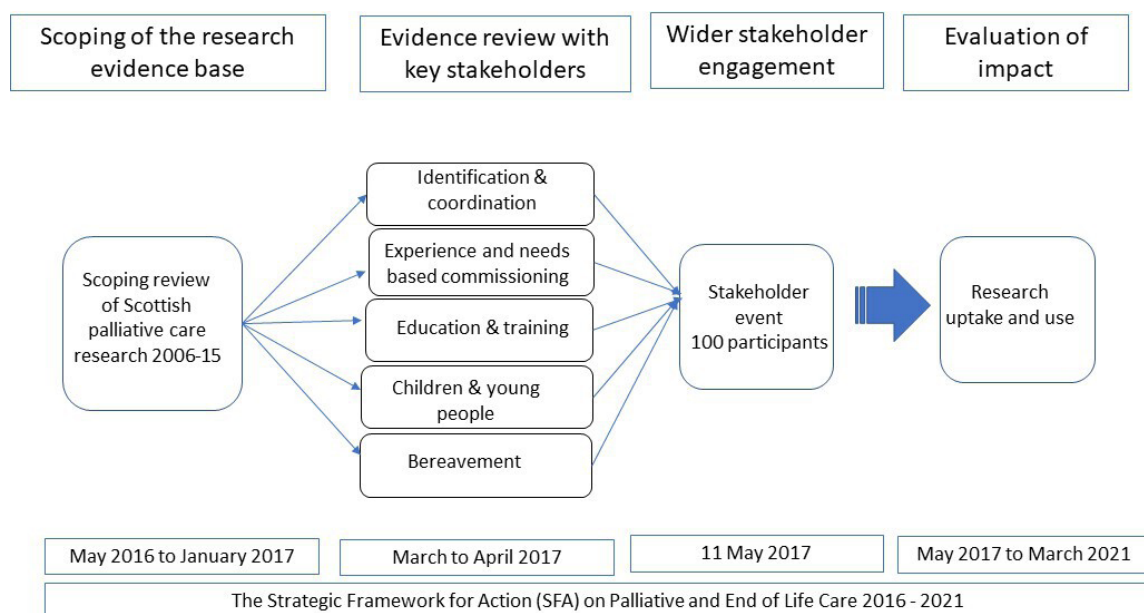 Scoping of the research
evidence base
Evidence review with
key stakeholders
Wider stakeholder
engagement
Evaluation of
impact
Scoping review
of Scottish
palliative care
research 2006-15
Identification &
coordination
Experience and needs
based commissioning
Education & training
Children & young
people
Bereavement
Stakeholder
event
100 participants
Research
uptake and use
May 2016 to January 2017
March to April 2017
11 May 2017
May 2017 to March 2021
The Strategic Framework for Action (SFA) on Palliative and End of Life Care 2016 - 2021